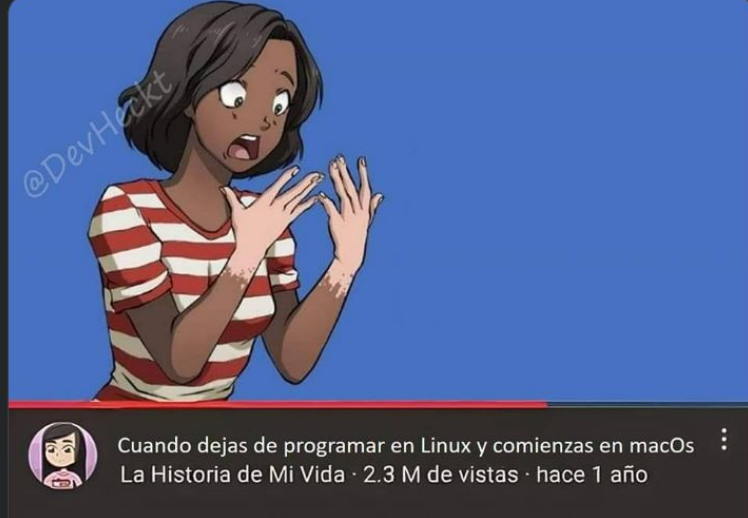 @DevHeckt
Cuando dejas de programar en Linux y comienzas en macOs
La Historia de Mi Vida · 2.3 M de vistas · hace 1 año